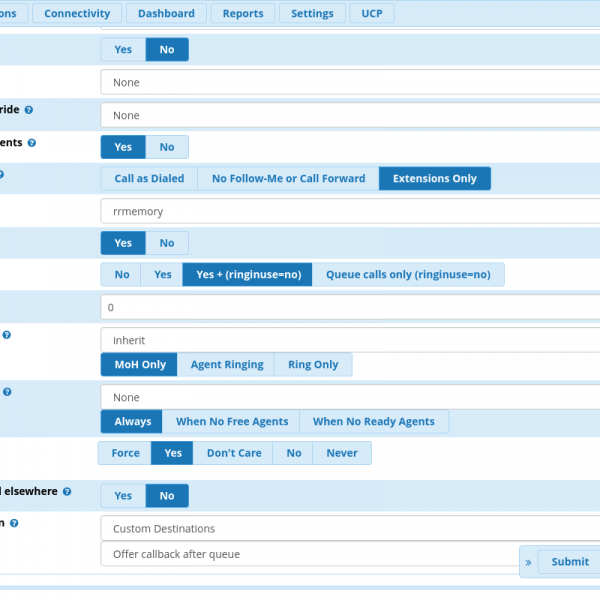 ons Connectivity Dashboard Reports Settings UCP
Yes No
None
ride None
ents Yes No
Call as Dialed No Follow-Me or Call Forward Extensions Only
rrmemory
Yes No
No Yes Yes + (ringinuse=no) Queue calls only (ringinuse=no)
0
inherit
MoH Only Agent Ringing Ring Only
None
Always When No Free Agents When No Ready Agents
Force Yes Don't Care No Never
l elsewhere Yes No
n Custom Destinations
Offer callback after queue
» Submit